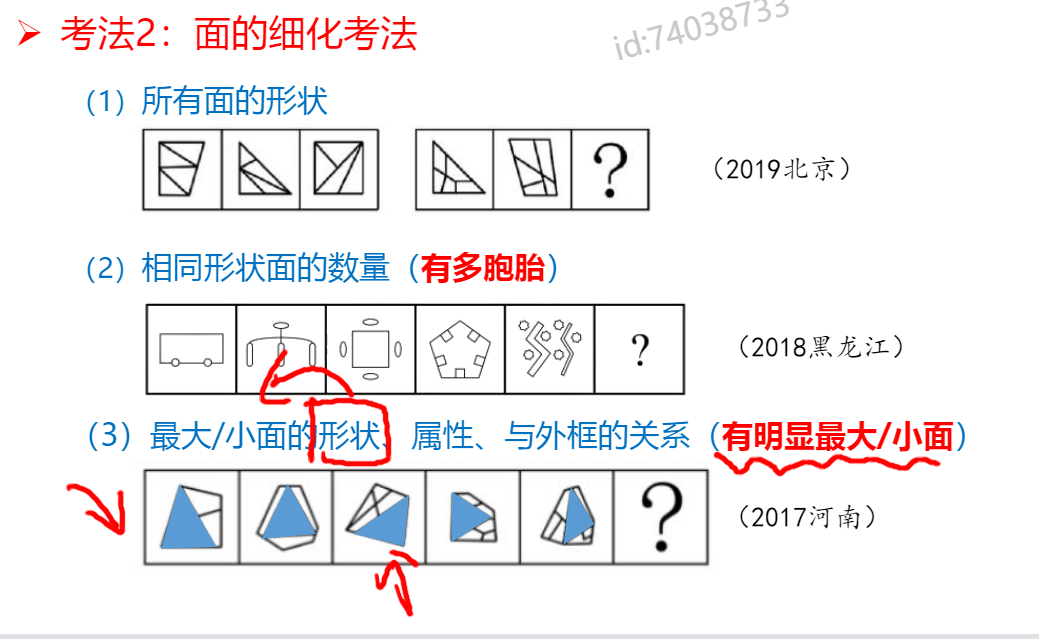 ➢ 考法2：面的细化考法
id:74038733
（1）所有面的形状
?
（2019北京）
（2）相同形状面的数量（有多胞胎）
?
（2018黑龙江）
（3）最大/小面的形状、属性、与外框的关系（有明显最大/小面）
?
（2017河南）